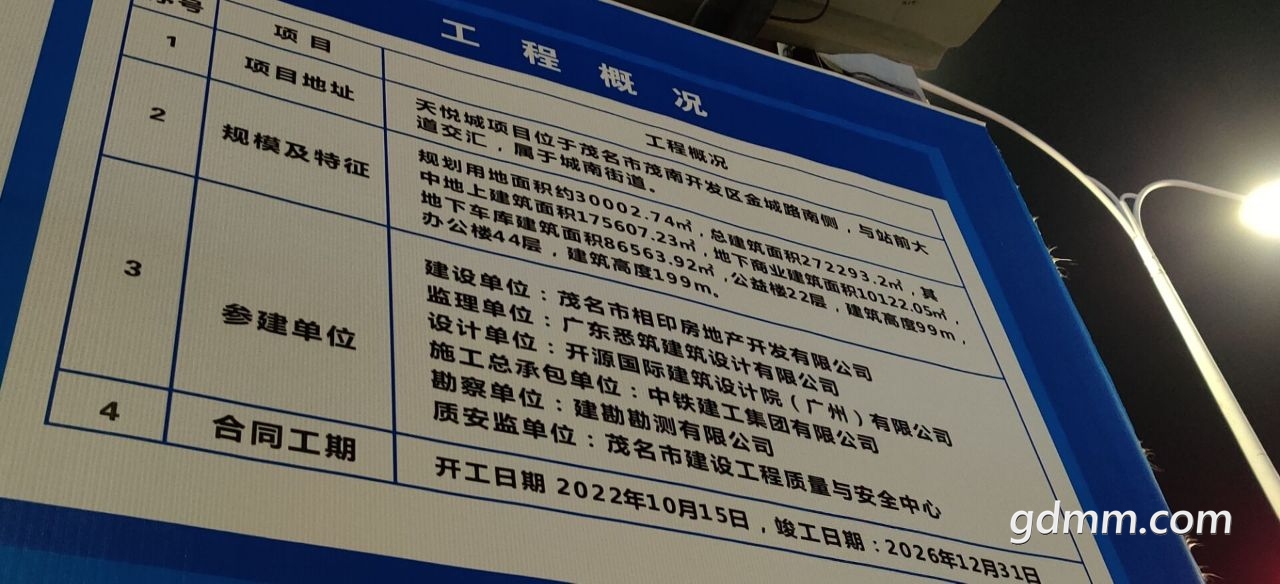 工程概况
序号
项目
工程概况
1
项目地址
天悦城项目位于茂名市茂南开发区金城路南侧，与站前大
道交汇，属于城南街道。
2
规模及特征
规划用地面积约30002.74㎡，总建筑面积272293.2㎡，其
中地上建筑面积175607.23㎡，地下商业建筑面积10122.05㎡，
地下车库建筑面积86563.92㎡，公益楼22层，建筑高度99m，
办公楼44层，建筑高度199m。
3
参建单位
建设单位：茂名市相印房地产开发有限公司
监理单位：广东悉筑建筑设计有限公司
设计单位：开源国际建筑设计院（广州）有限公司
施工总承包单位：中铁建工集团有限公司
勘察单位：建勘勘测有限公司
质安监单位：茂名市建设工程质量与安全中心
4
合同工期
开工日期 2022年10月15日，竣工日期：2026年12月31日
gdmm.com